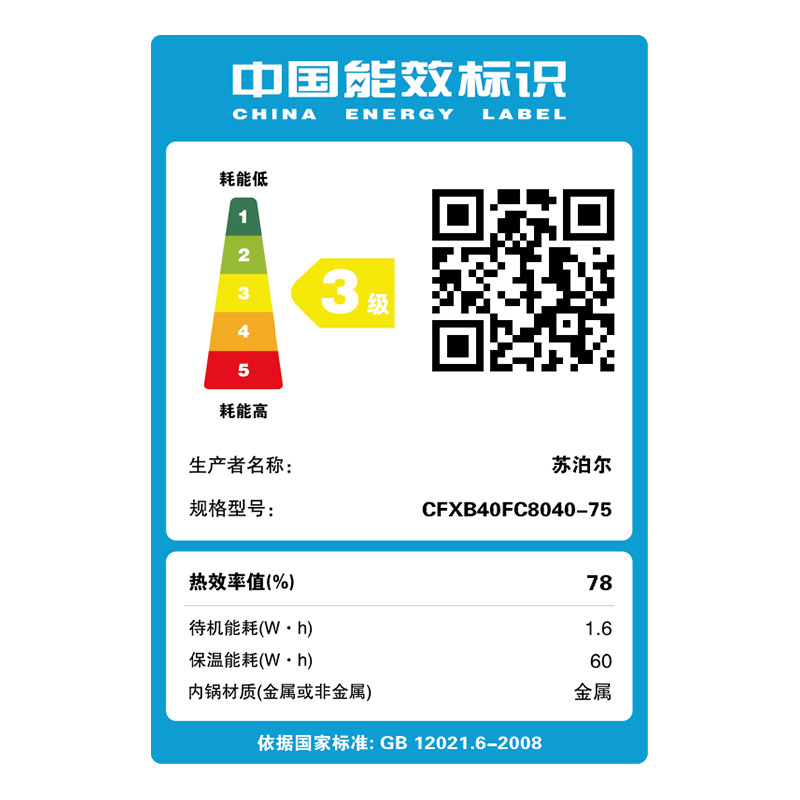 中国能效标识
CHINA ENERGY LABEL
耗能低
1
2
3
4
5
3级
耗能高
生产者名称： 苏泊尔
规格型号： CFXB40FC8040-75
热效率值(%) 78
待机能耗(W·h) 1.6
保温能耗(W·h) 60
内锅材质(金属或非金属) 金属
依据国家标准: GB 12021.6-2008